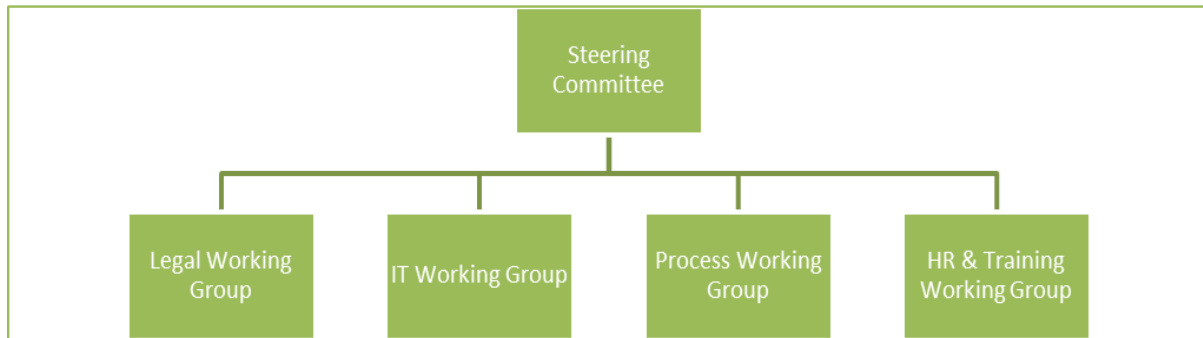 Steering
Committee
Legal Working
Group
IT Working Group
Process Working
Group
HR & Training
Working Group